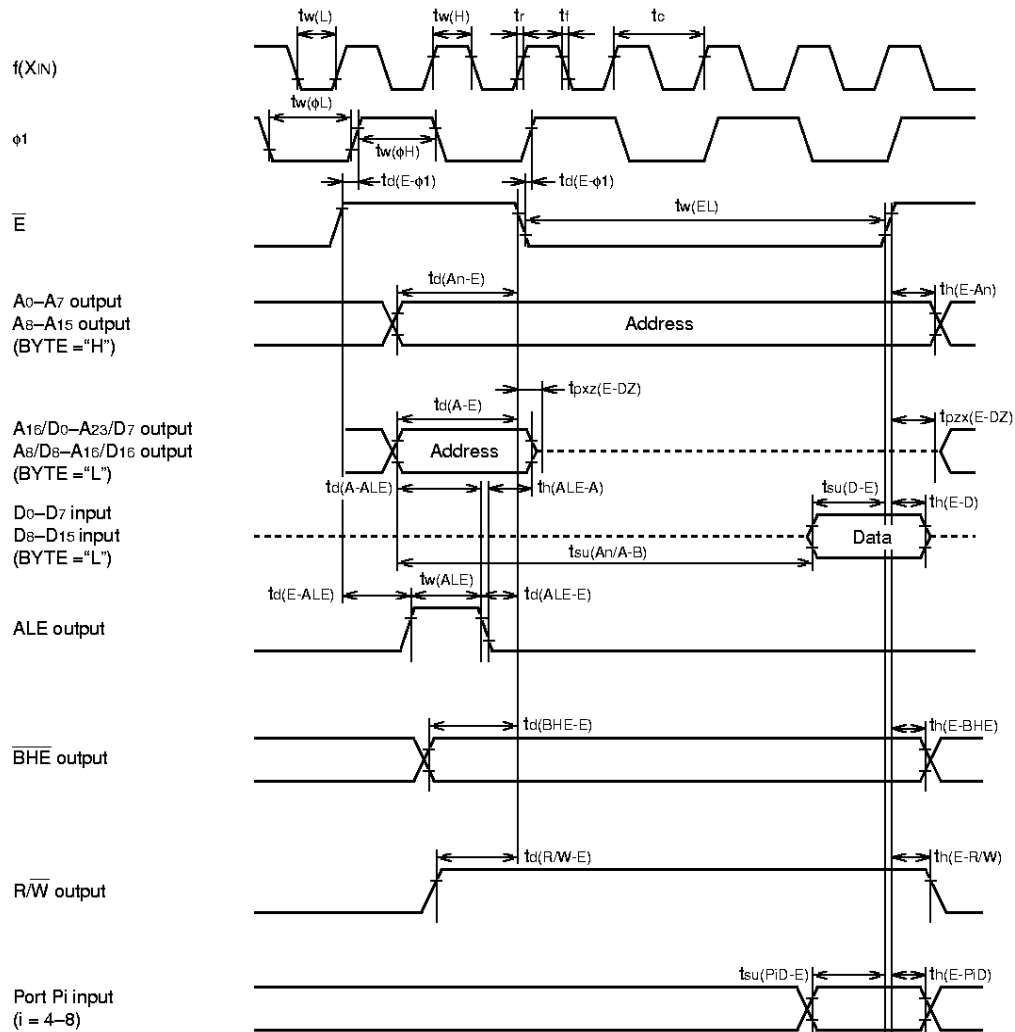 tw(L) tw(H) tr tf tc
f(XIN)
tw(ϕL)
ϕ1
tw(ϕH)
td(E-ϕ1) td(E-ϕ1)
tw(EL)
E
td(An-E) th(E-An)
A0–A7 output
A8–A15 output
(BYTE =“H”)
Address
tpxz(E-DZ)
td(A-E) tpzx(E-DZ)
A16/D0–A23/D7 output
A8/D8–A16/D16 output
(BYTE =“L”)
Address
td(A-ALE) th(ALE-A) tsu(D-E) th(E-D)
D0–D7 input
D8–D15 input
(BYTE =“L”)
Data
tsu(An/A-B)
tw(ALE)
td(E-ALE) td(ALE-E)
ALE output
td(BHE-E) th(E-BHE)
BHE output
td(R/W-E) th(E-R/W)
R/W output
tsu(PiD-E) th(E-PiD)
Port Pi input
(i = 4–8)